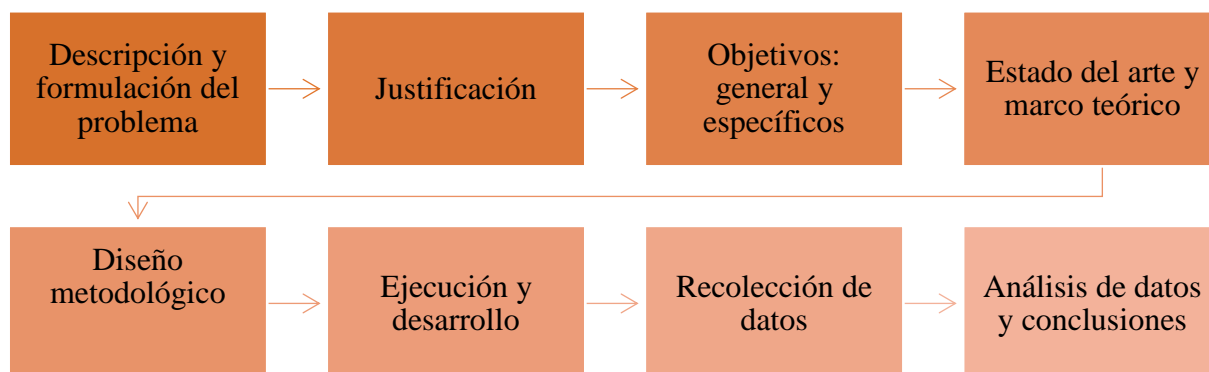 Descripción y
formulación del
problema
Justificación
Objetivos:
general y
específicos
Estado del arte y
marco teórico
Diseño
metodológico
Ejecución y
desarrollo
Recolección de
datos
Análisis de datos
y conclusiones